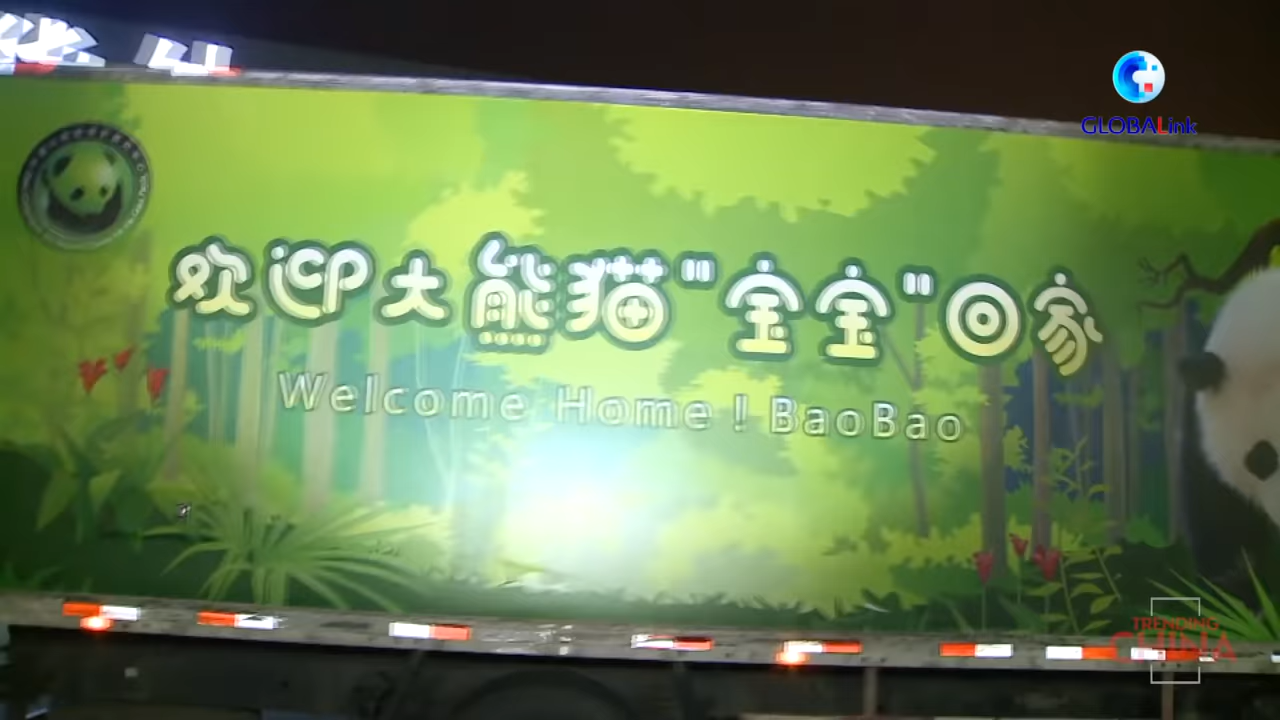 GLOBALink
欢迎大熊猫"宝宝"回家
Welcome Home! BaoBao
TRENDING
CHINA